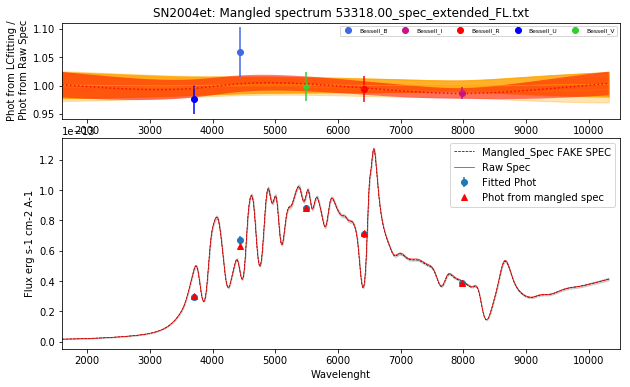 SN2004et: Mangled spectrum 53318.00_spec_extended_FL.txt
Phot from LCfitting /
Phot from Raw Spec
1.10
1.05
1.00
0.95
Bessell_B
Bessell_I
Bessell_R
Bessell_U
Bessell_V
2000 3000 4000 5000 6000 7000 8000 9000 10000
1e−13
Flux erg s-1 cm-2 A-1
1.2
1.0
0.8
0.6
0.4
0.2
0.0
Mangled_Spec FAKE SPEC
Raw Spec
Fitted Phot
Phot from mangled spec
2000 3000 4000 5000 6000 7000 8000 9000 10000
Wavelenght